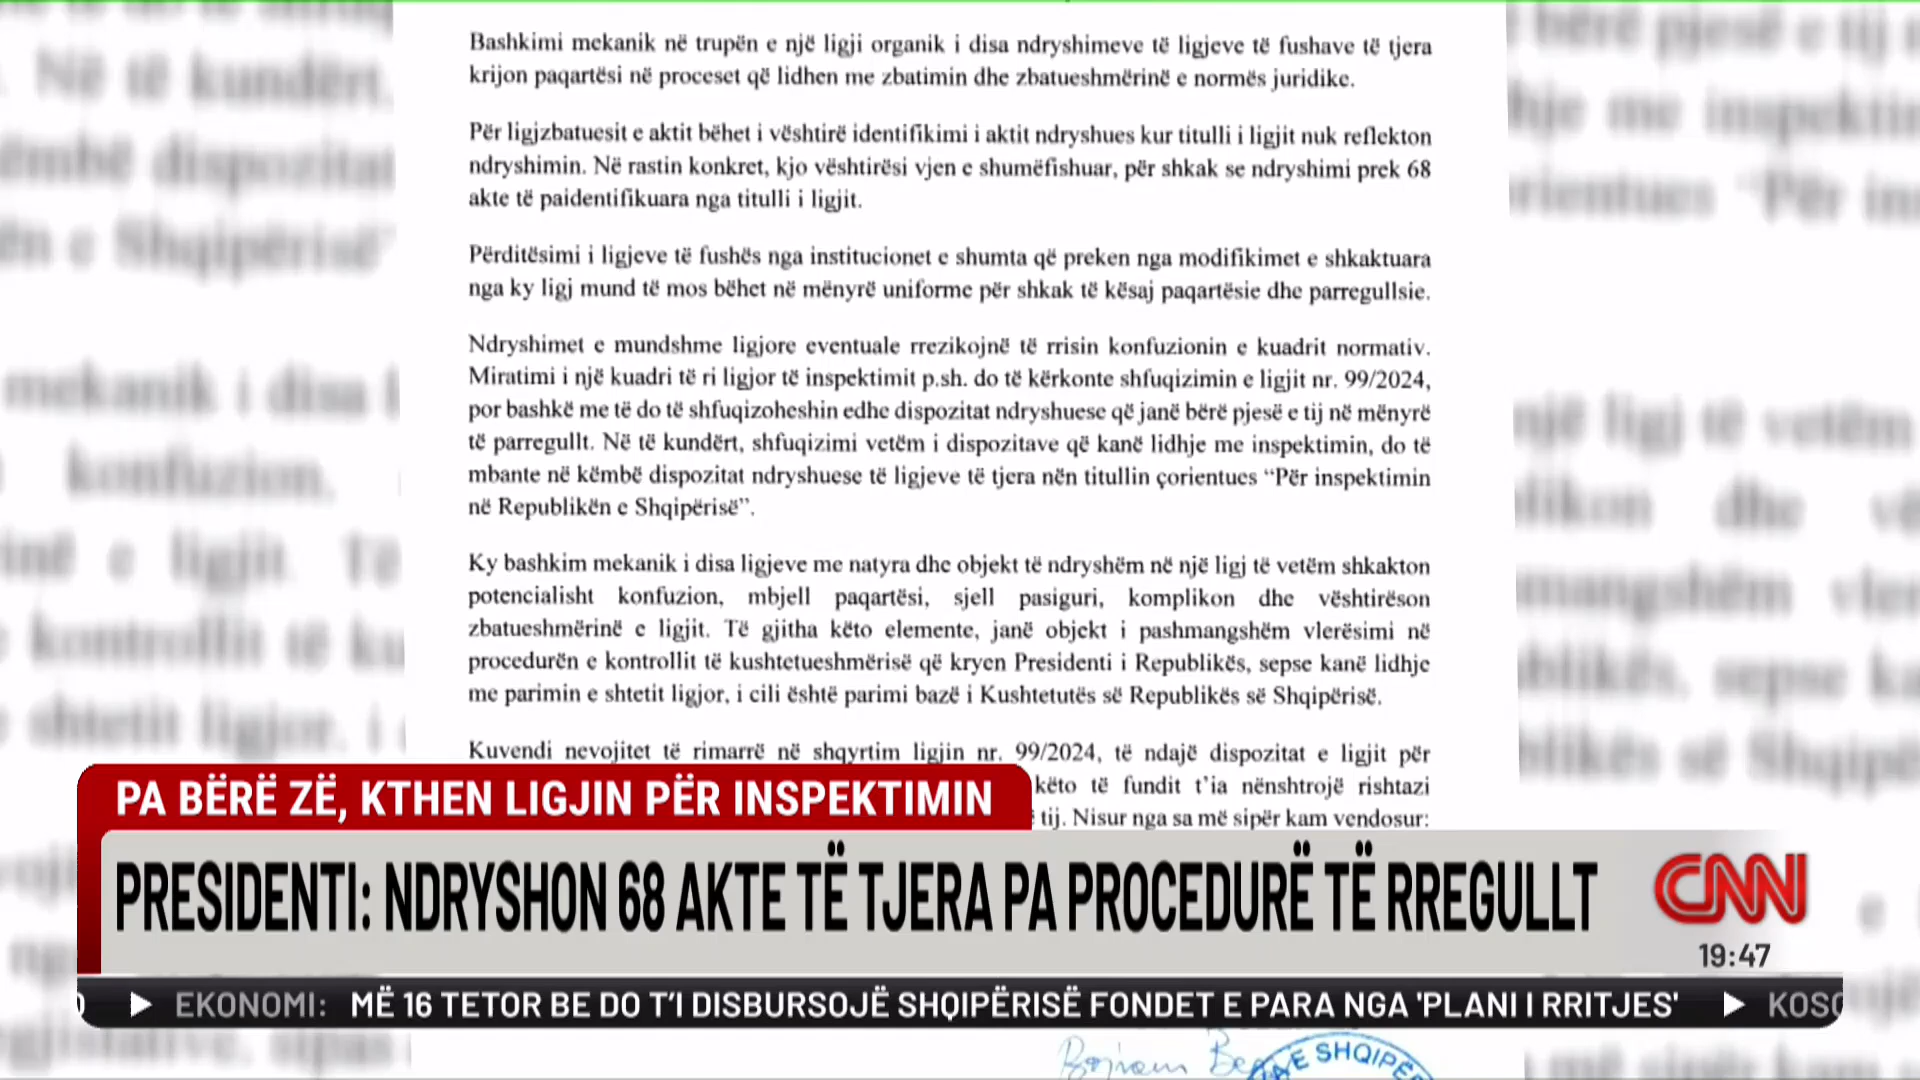 Bashkimi mekanik në trupën e një ligji organik i disa ndryshimeve të ligjeve të fushave të tjera
krijon paqartësi në proceset që lidhen me zbatimin dhe zbatueshmërinë e normës juridike.
Për ligjzbatuesit e aktit bëhet i vështirë identifikimi i aktit ndryshues kur titulli i ligjit nuk reflekton
ndryshimin. Në rastin konkret, kjo vështirësi vjen e shumëfishuar, për shkak se ndryshimi prek 68
akte të paidentifikuara nga titulli i ligjit.
Përditësimi i ligjeve të fushës nga institucionet e shumta që preken nga modifikimet e shkaktuara
nga ky ligj mund të mos bëhet në mënyrë uniforme për shkak të kësaj paqartësie dhe parregullsie.
Ndryshimet e mundshme ligjore eventuale rrezikojnë të rrisin konfuzionin e kuadrit normativ.
Miratimi i një kuadri të ri ligjor të inspektimit p.sh. do të kërkonte shfuqizimin e ligjit nr. 99/2024,
por bashkë me të do të shfuqizoheshin edhe dispozitat ndryshuese që janë bërë pjesë e tij në mënyrë
të parregullt. Në të kundërt, shfuqizimi vetëm i dispozitave që kanë lidhje me inspektimin, do të
mbante në këmbë dispozitat ndryshuese të ligjeve të tjera nën titullin çorientues “Për inspektimin
në Republikën e Shqipërisë”.
Ky bashkim mekanik i disa ligjeve me natyra dhe objekt të ndryshëm në një ligj të vetëm shkakton
potencialisht konfuzion, mbjell paqartësi, sjell pasiguri, komplikon dhe vështirëson
zbatueshmërinë e ligjit. Të gjitha këto elemente, janë objekt i pashmangshëm vlerësimi në
procedurën e kontrollit të kushtetueshmërisë që kryen Presidenti i Republikës, sepse kanë lidhje
me parimin e shtetit ligjor, i cili është parimi bazë i Kushtetutës së Republikës së Shqipërisë.
Kuvendi nevojitet të rimarrë në shqyrtim ligjin nr. 99/2024, të ndajë dispozitat e ligjit për
këto të fundit t’ia nënshtrojë rishtazi
tij. Nisur nga sa më sipër kam vendosur:
PA BËRË ZË, KTHEN LIGJIN PËR INSPEKTIMIN
PRESIDENTI: NDRYSHON 68 AKTE TË TJERA PA PROCEDURË TË RREGULLT
CNN
19:47
EKONOMI: MË 16 TETOR BE DO T’I DISBURSOJË SHQIPËRISË FONDET E PARA NGA 'PLANI I RRITJES'
E SHQIPËR